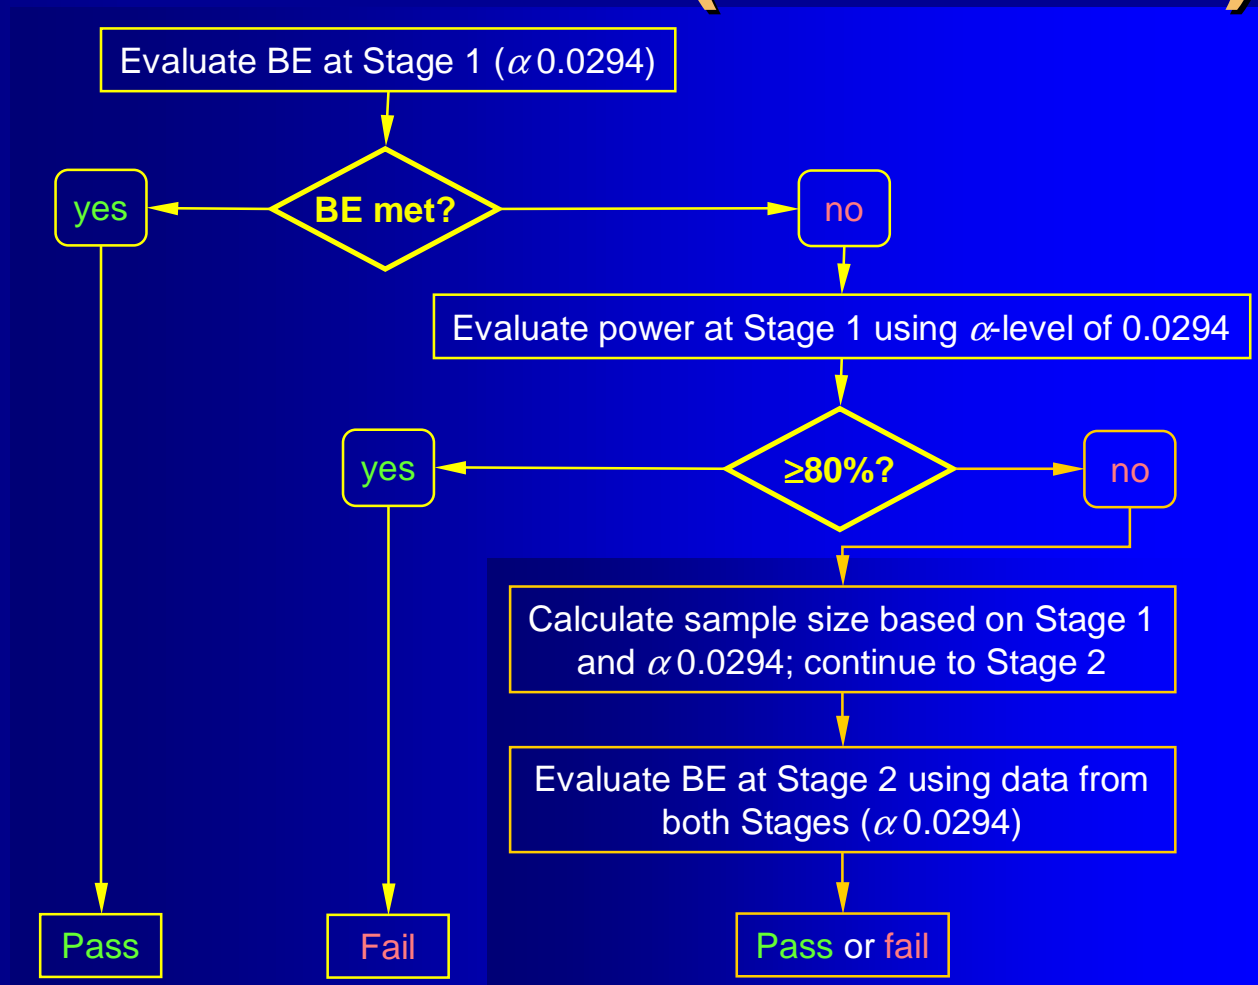 Evaluate BE at Stage 1 (α 0.0294)
yes
BE met?
no
Evaluate power at Stage 1 using α-level of 0.0294
yes
≥80%?
no
Calculate sample size based on Stage 1
and α 0.0294; continue to Stage 2
Evaluate BE at Stage 2 using data from
both Stages (α 0.0294)
Pass
Fail
Pass or fail